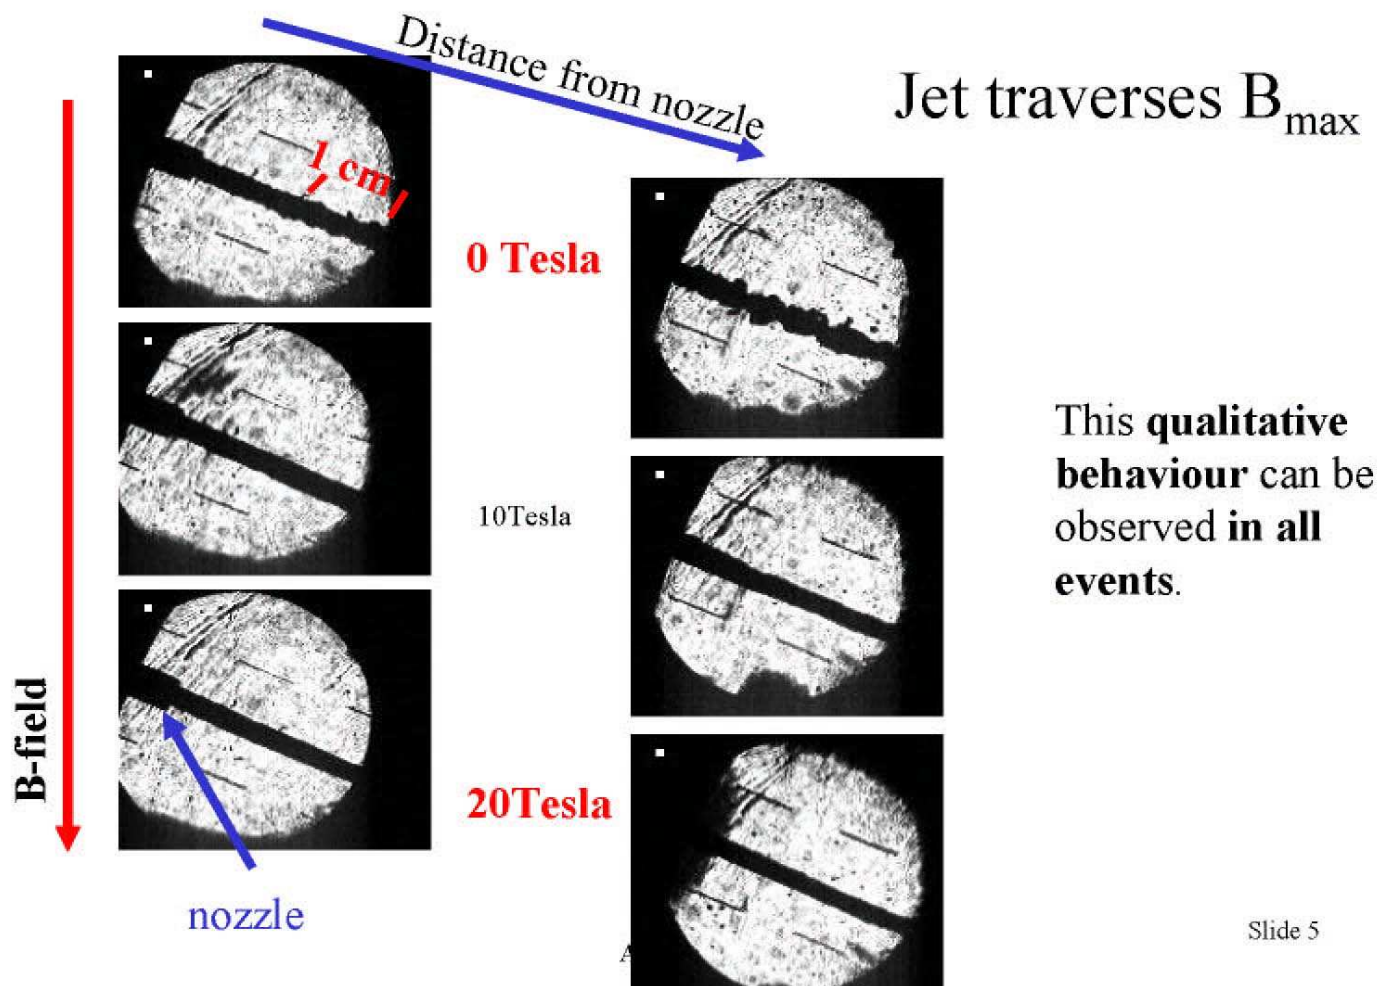 Distance from nozzle
Jet traverses Bmax
1 cm
0 Tesla
This qualitative
behaviour can be
observed in all
events.
10Tesla
B-field
20Tesla
nozzle
A
Slide 5